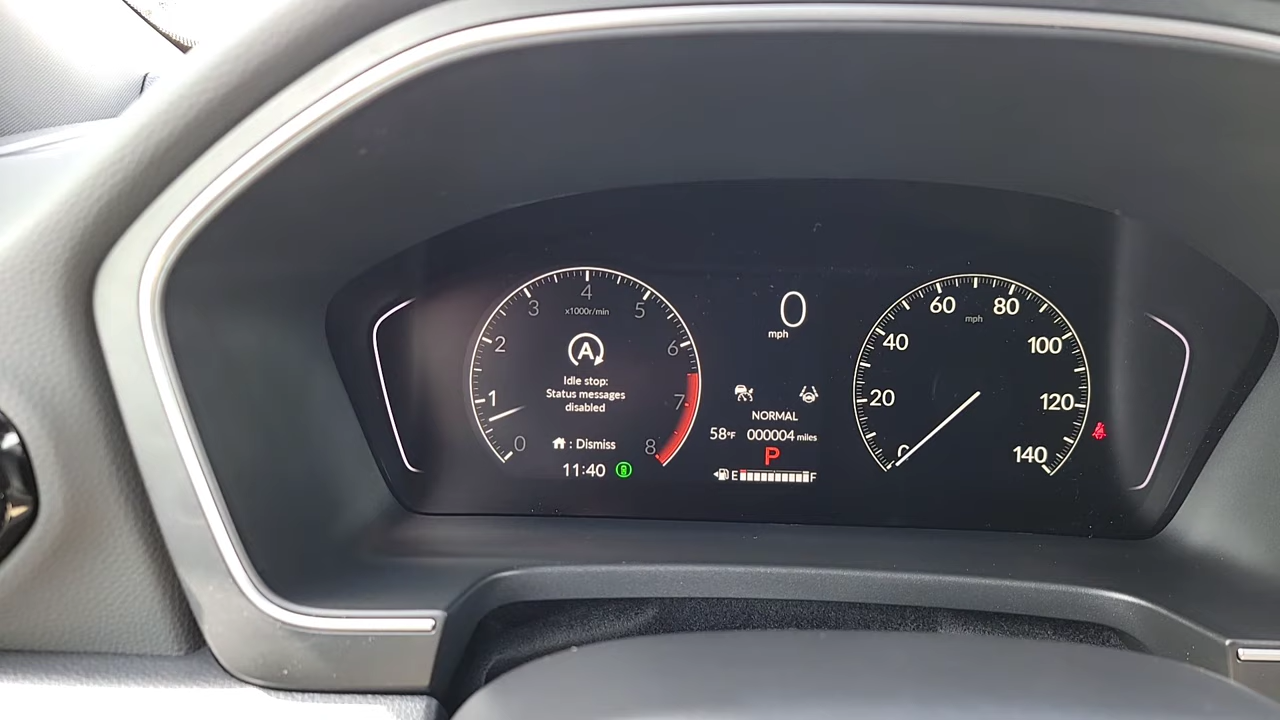 0 1 2 3 4 5 6 7 8
x1000r/min
A
Idle stop:
Status messages
disabled
: Dismiss
11:40
0
mph
NORMAL
58°F 000004 miles
P
E F
0 20 40 60 80 100 120 140
mph